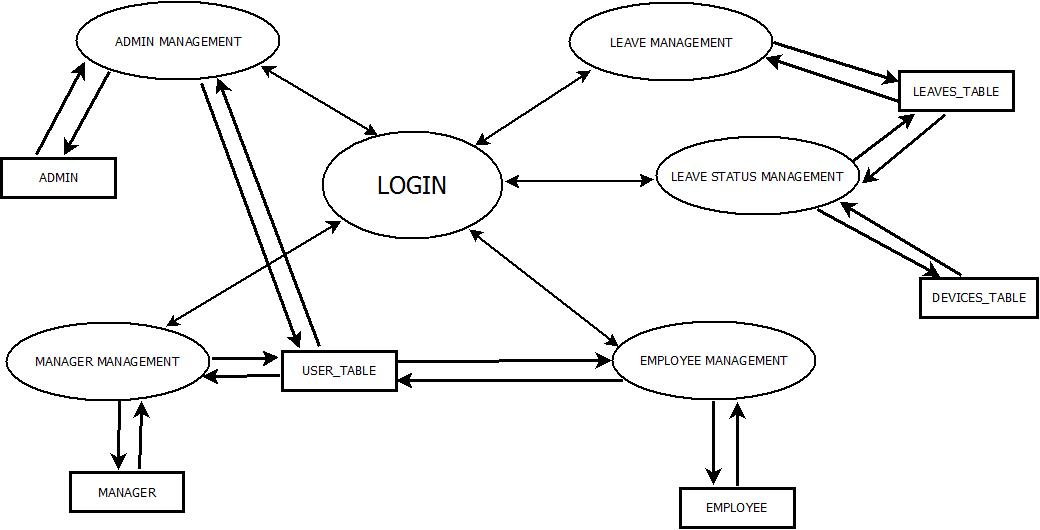 ADMIN MANAGEMENT
LEAVE MANAGEMENT
LEAVES_TABLE
ADMIN
LOGIN
LEAVE STATUS MANAGEMENT
DEVICES_TABLE
MANAGER MANAGEMENT
USER_TABLE
EMPLOYEE MANAGEMENT
MANAGER
EMPLOYEE